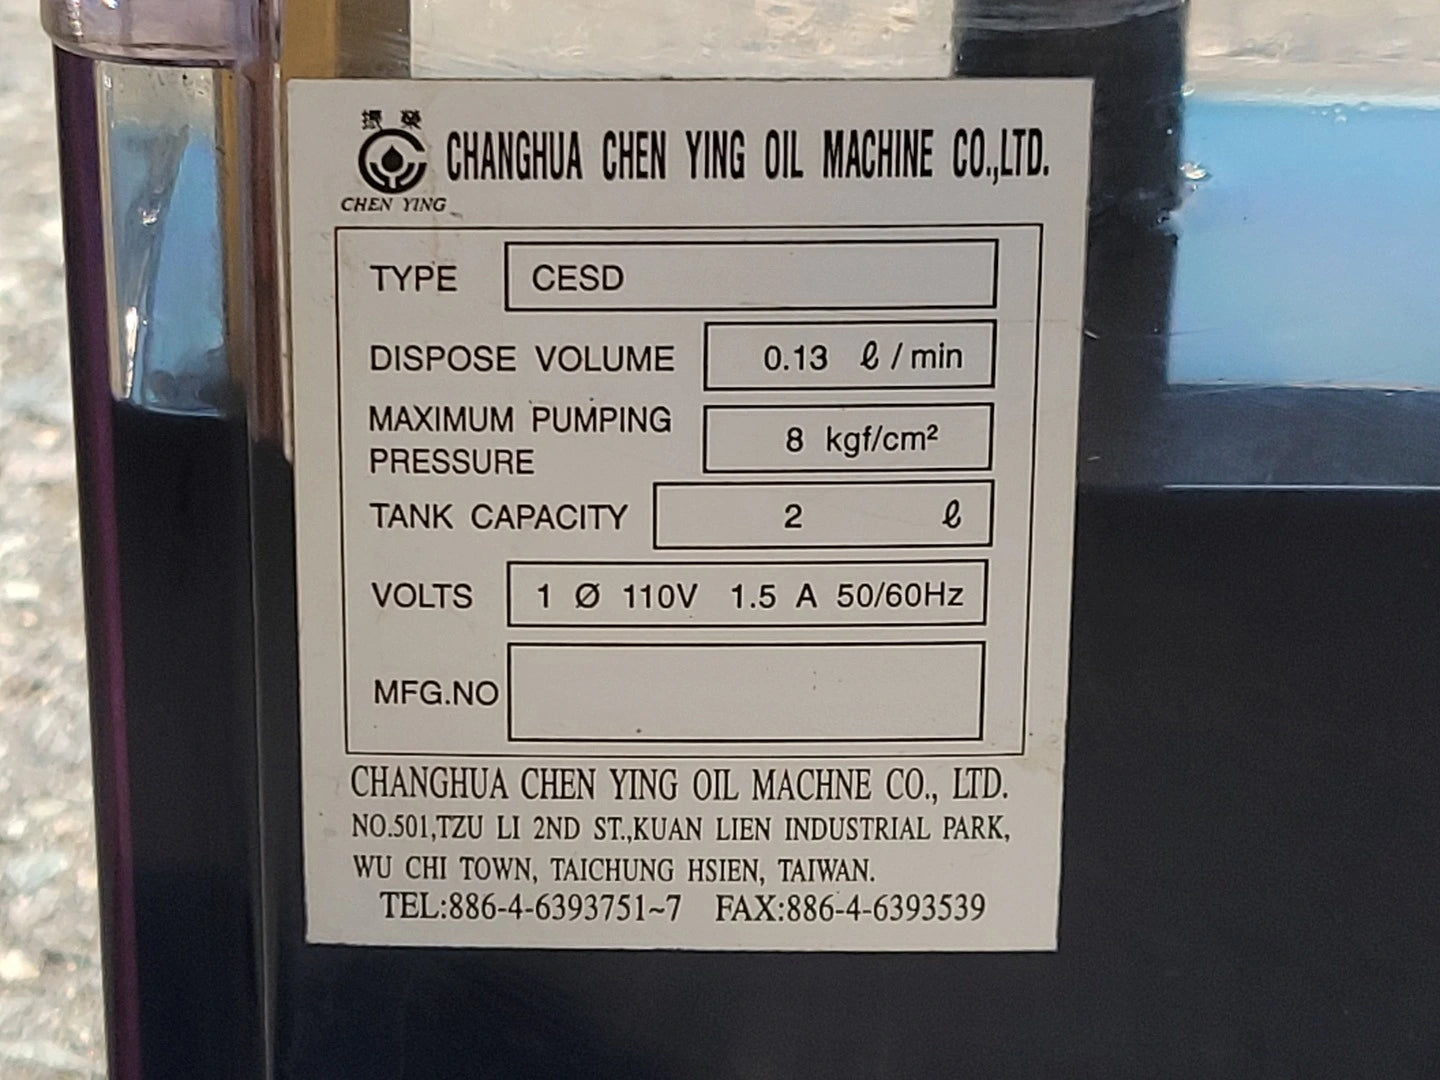 振 榮
CHEN YING
CHANGHUA CHEN YING OIL MACHINE CO.,LTD.
TYPE CESD
DISPOSE VOLUME 0.13 ℓ / min
MAXIMUM PUMPING
PRESSURE 8 kgf/cm²
TANK CAPACITY 2 ℓ
VOLTS 1 Ø 110V 1.5 A 50/60Hz
MFG.NO
CHANGHUA CHEN YING OIL MACHNE CO., LTD.
NO.501,TZU LI 2ND ST.,KUAN LIEN INDUSTRIAL PARK,
WU CHI TOWN, TAICHUNG HSIEN, TAIWAN.
TEL:886-4-6393751~7 FAX:886-4-6393539